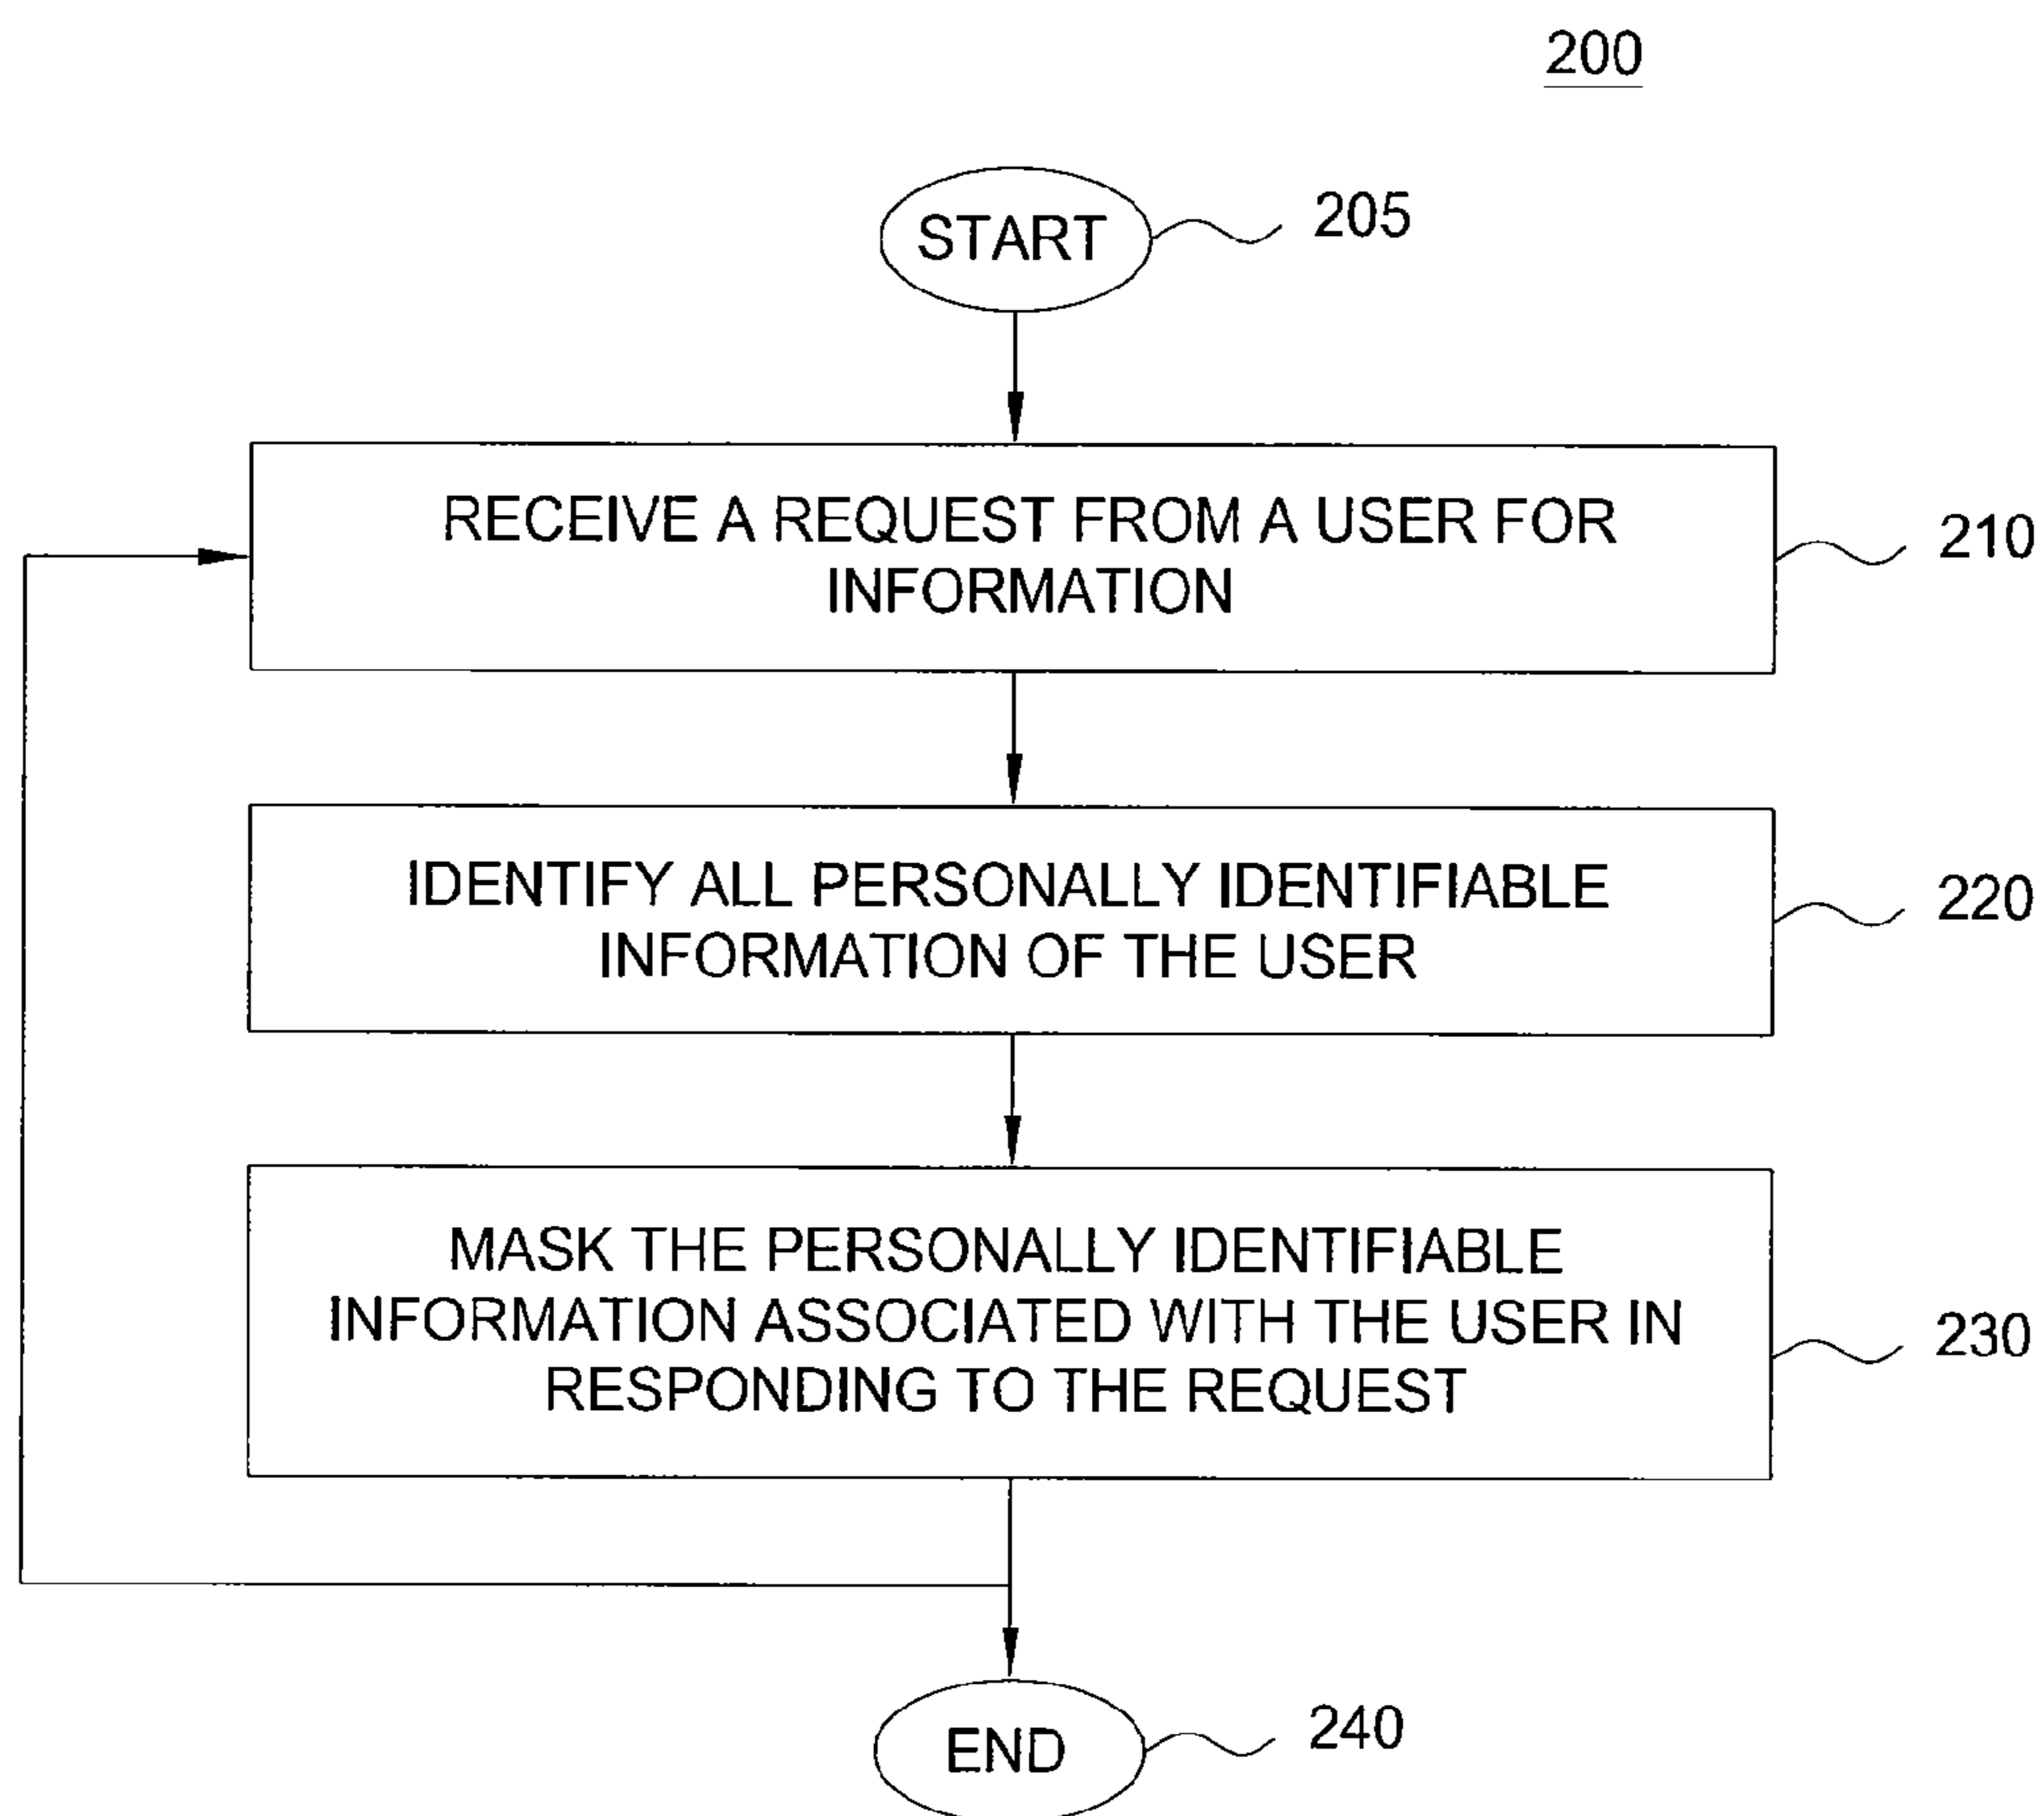 200
START
205
RECEIVE A REQUEST FROM A USER FOR
INFORMATION
210
IDENTIFY ALL PERSONALLY IDENTIFIABLE
INFORMATION OF THE USER
220
MASK THE PERSONALLY IDENTIFIABLE
INFORMATION ASSOCIATED WITH THE USER IN
RESPONDING TO THE REQUEST
230
END
240